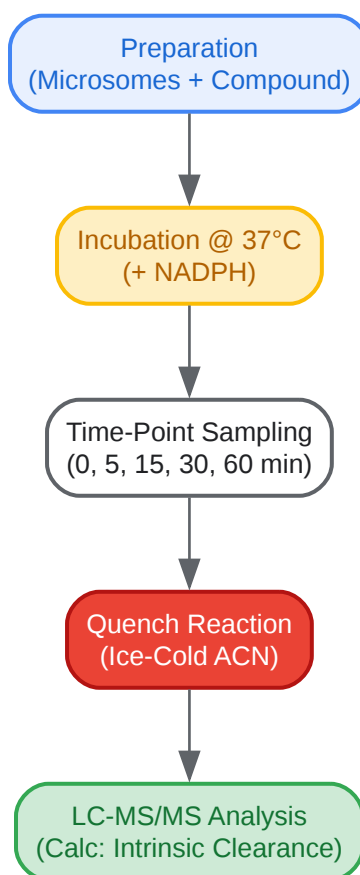 Preparation
(Microsomes + Compound)
Incubation @ 37°C
(+ NADPH)
Time-Point Sampling
(0, 5, 15, 30, 60 min)
Quench Reaction
(Ice-Cold ACN)
LC-MS/MS Analysis
(Calc: Intrinsic Clearance)